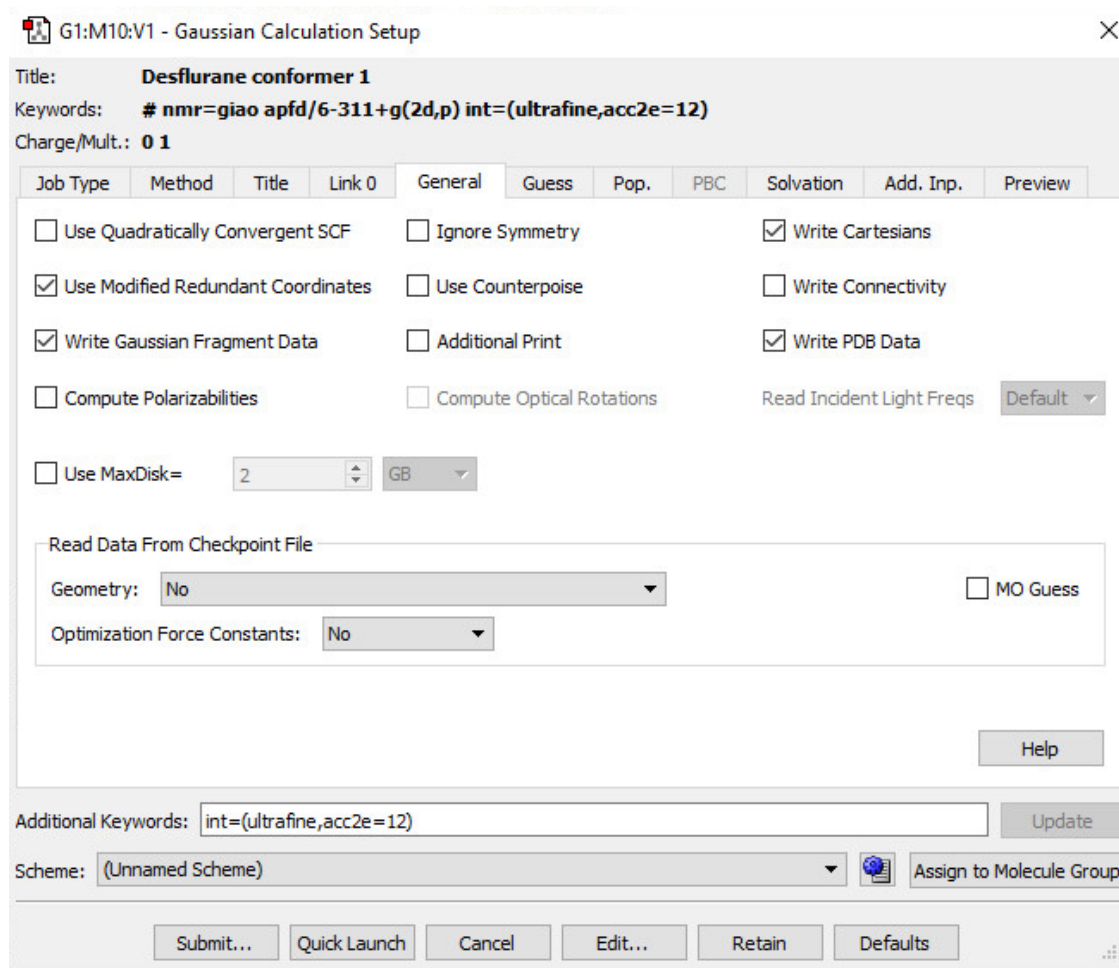 G1:M10:V1 - Gaussian Calculation Setup
Title: Desflurane conformer 1
Keywords: # nmr=giao apfd/6-311+g(2d,p) int=(ultrafine,acc2e=12)
Charge/Mult.: 0 1
Job Type Method Title Link 0 General Guess Pop. PBC Solvation Add. Inp. Preview
Use Quadratically Convergent SCF Ignore Symmetry Write Cartesians
Use Modified Redundant Coordinates Use Counterpoise Write Connectivity
Write Gaussian Fragment Data Additional Print Write PDB Data
Compute Polarizabilities Compute Optical Rotations Read Incident Light Freqs Default
Use MaxDisk= 2 GB
Read Data From Checkpoint File
Geometry: No MO Guess
Optimization Force Constants: No
Help
Additional Keywords: int=(ultrafine,acc2e=12) Update
Scheme: (Unnamed Scheme) Assign to Molecule Group
Submit... Quick Launch Cancel Edit... Retain Defaults